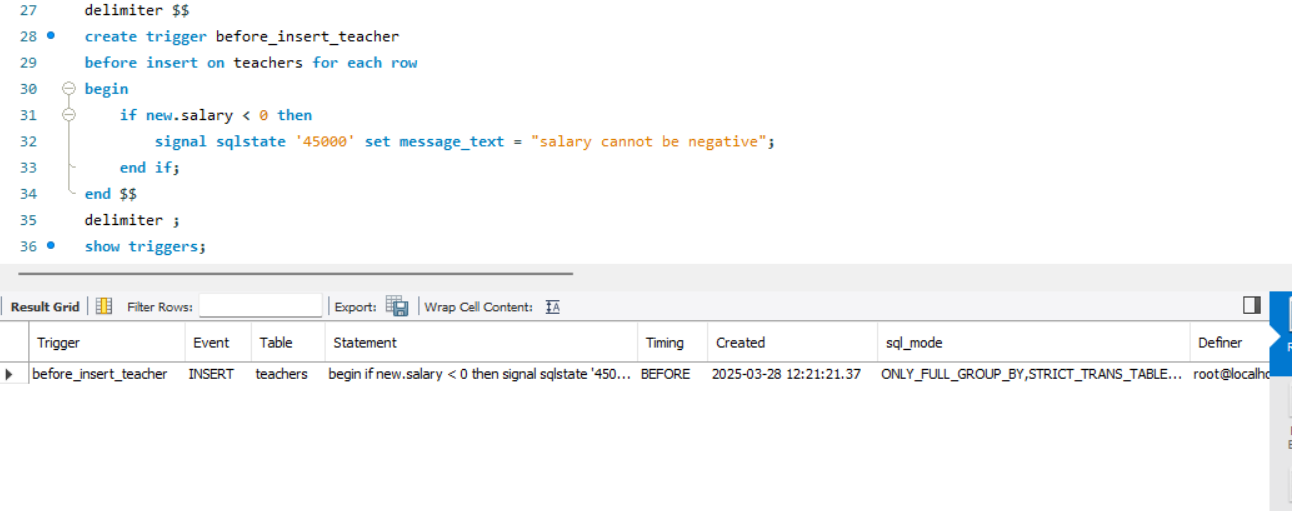 27 delimiter $$
28 create trigger before_insert_teacher
29 before insert on teachers for each row
30 begin
31 if new.salary < 0 then
32 signal sqlstate '45000' set message_text = "salary cannot be negative";
33 end if;
34 end $$
35 delimiter ;
36 show triggers;
Result Grid Filter Rows: Export: Wrap Cell Content:
Trigger Event Table Statement Timing Created sql_mode Definer
before_insert_teacher INSERT teachers begin if new.salary < 0 then signal sqlstate '450... BEFORE 2025-03-28 12:21:21.37 ONLY_FULL_GROUP_BY,STRICT_TRANS_TABLE... root@localho